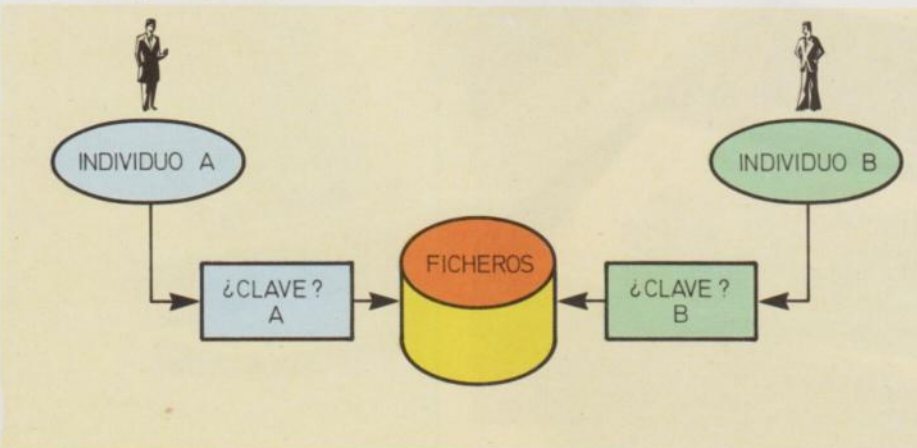 INDIVIDUO A
INDIVIDUO B
¿CLAVE?
A
FICHEROS
¿CLAVE?
B